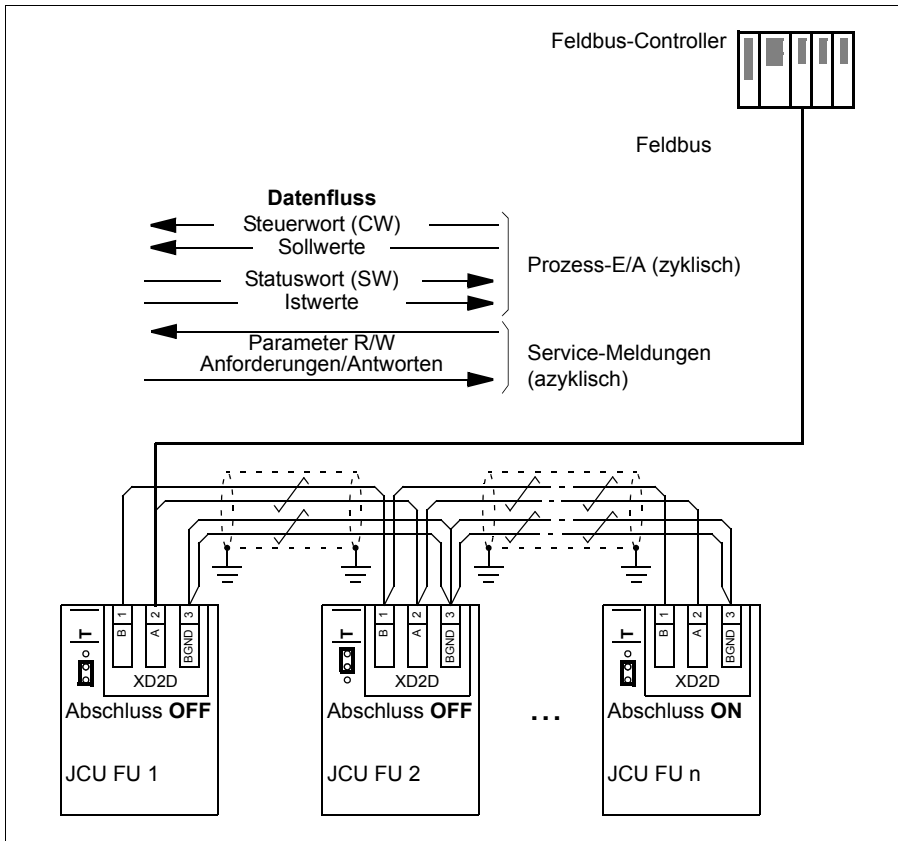 Feldbus-Controller
Feldbus
Datenfluss
Steuerwort (CW)
Sollwerte
Statuswort (SW)
Istwerte
Prozess-E/A (zyklisch)
Parameter R/W
Anforderungen/Antworten
Service-Meldungen
(azyklisch)
T
B 1
A 2
BGND 3
XD2D
Abschluss OFF
JCU FU 1
T
B 1
A 2
BGND 3
XD2D
Abschluss OFF
JCU FU 2
...
T
B 1
A 2
BGND 3
XD2D
Abschluss ON
JCU FU n